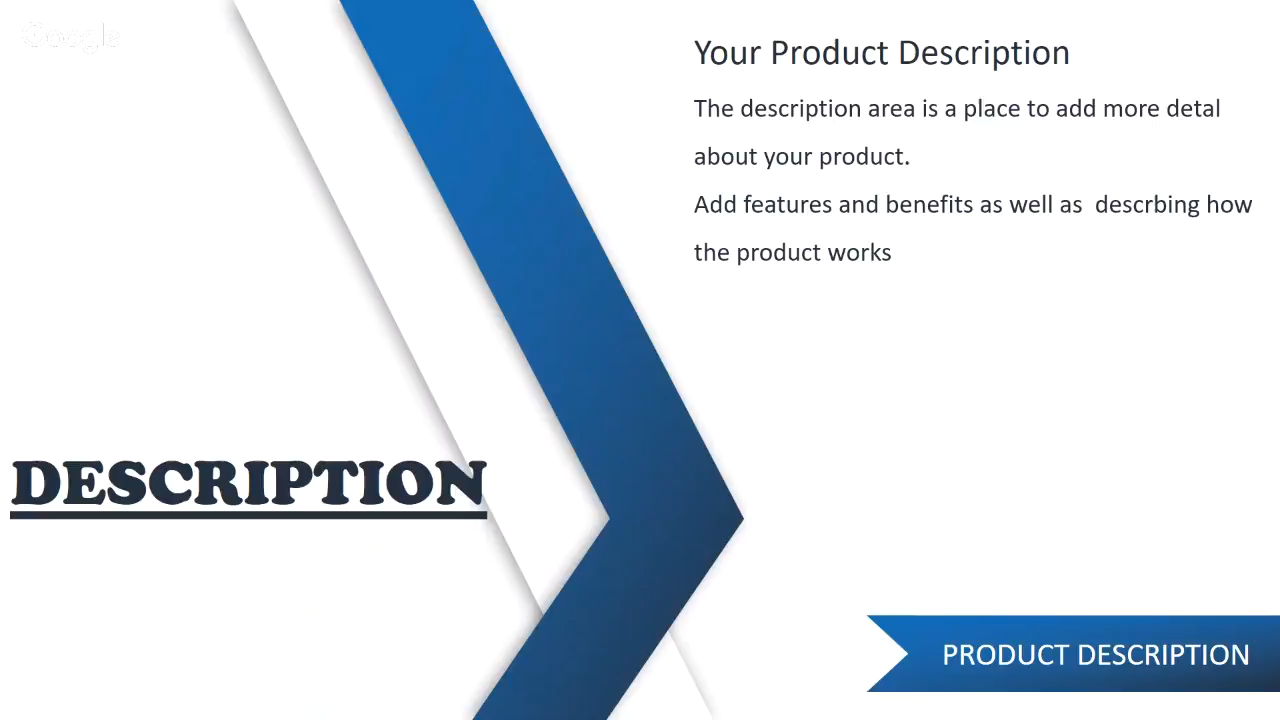 Google
Your Product Description
The description area is a place to add more detal
about your product.
Add features and benefits as well as  descrbing how
the product works
DESCRIPTION
PRODUCT DESCRIPTION